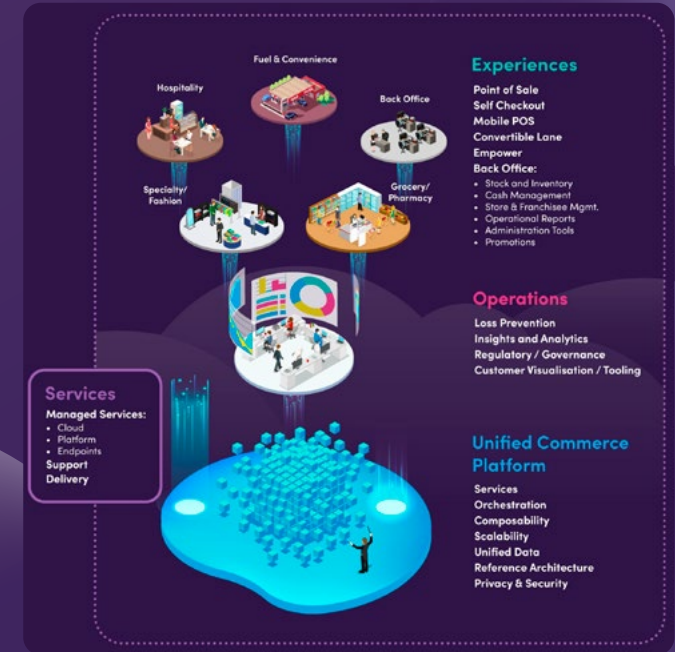 Fuel & Convenience
Hospitality
Back Office
Specialty/
Fashion
Grocery/
Pharmacy
Experiences
Point of Sale
Self Checkout
Mobile POS
Convertible Lane
Empower
Back Office:
• Stock and Inventory
• Cash Management
• Store & Franchisee Mgmt.
• Operational Reports
• Administration Tools
• Promotions
Operations
Loss Prevention
Insights and Analytics
Regulatory / Governance
Customer Visualisation / Tooling
Services
Managed Services:
• Cloud
• Platform
• Endpoints
Support
Delivery
Unified Commerce
Platform
Services
Orchestration
Composability
Scalability
Unified Data
Reference Architecture
Privacy & Security